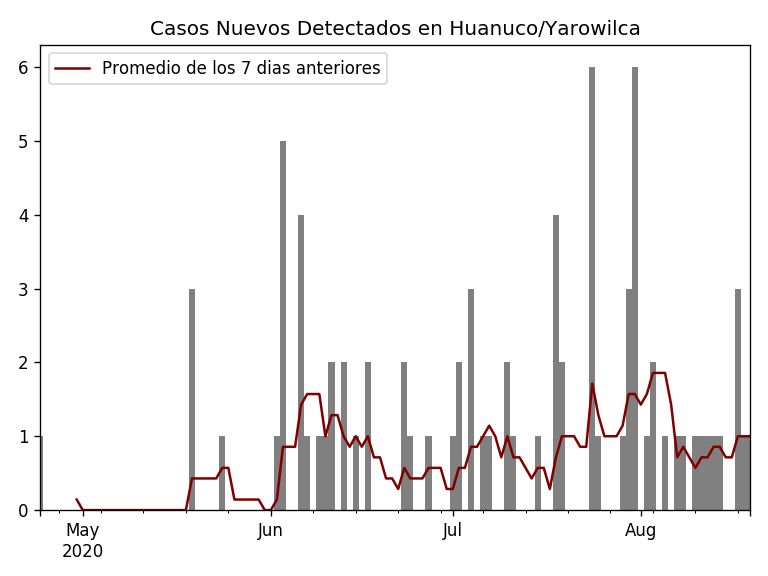 Casos Nuevos Detectados en Huanuco/Yarowilca
Promedio de los 7 dias anteriores
6
5
4
3
2
1
0
May Jun Jul Aug
2020